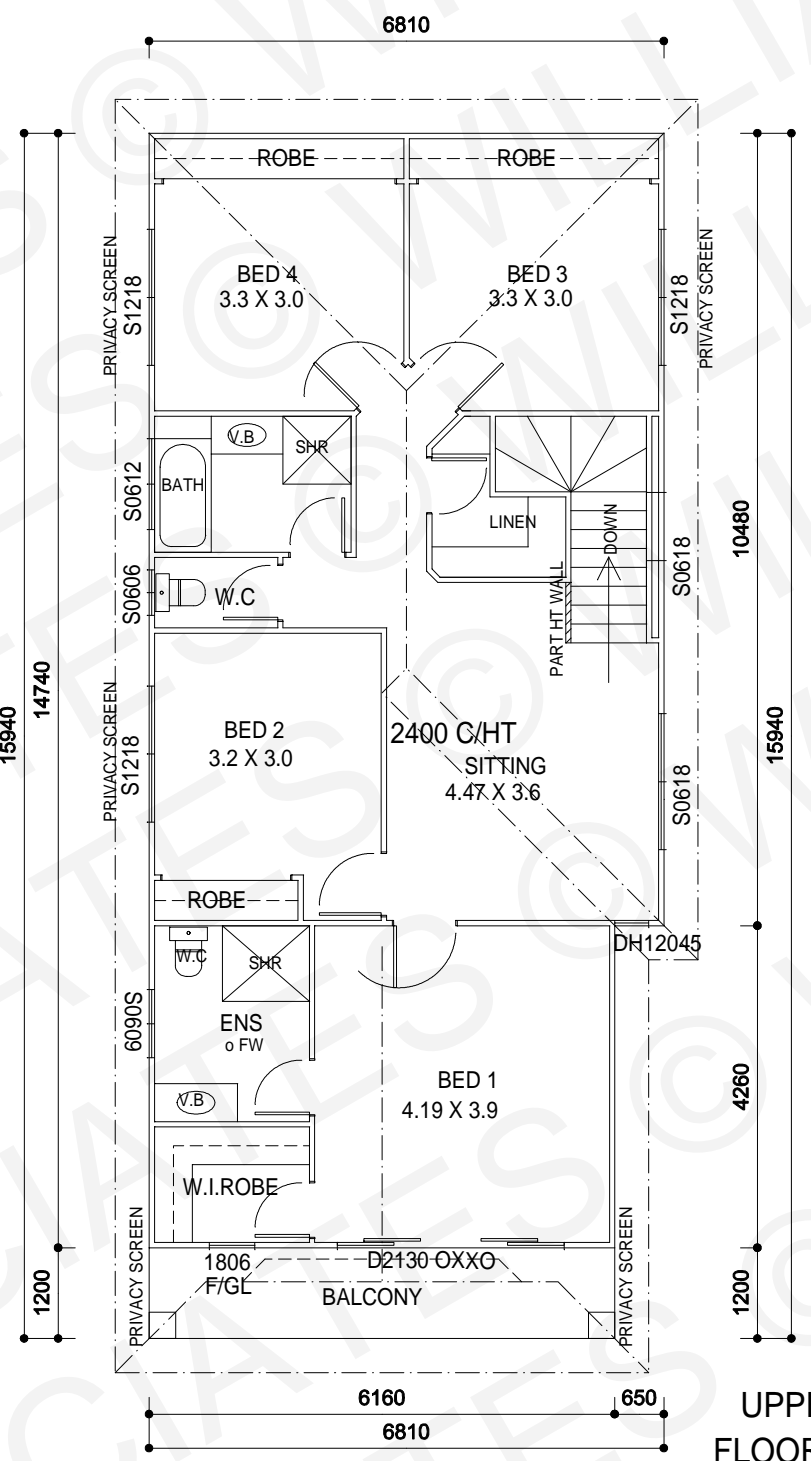 6810
ROBE
ROBE
BED 4
3.3 X 3.0
BED 3
3.3 X 3.0
PRIVACY SCREEN
S1218
S1218
PRIVACY SCREEN
V.B
SHR
BATH
S0612
LINEN
DOWN
10480
S0606
W.C
S0618
PART HT WALL
14740
15940
15940
PRIVACY SCREEN
S1218
BED 2
3.2 X 3.0
2400 C/HT
SITTING
4.47 X 3.6
S0618
ROBE
W.C
SHR
DH12045
6090S
ENS
o FW
BED 1
4.19 X 3.9
4260
V.B
W.I.ROBE
PRIVACY SCREEN
PRIVACY SCREEN
1200
1806
F/GL
D2130 OXXO
BALCONY
1200
6160
650
6810
UPP
FLOOR